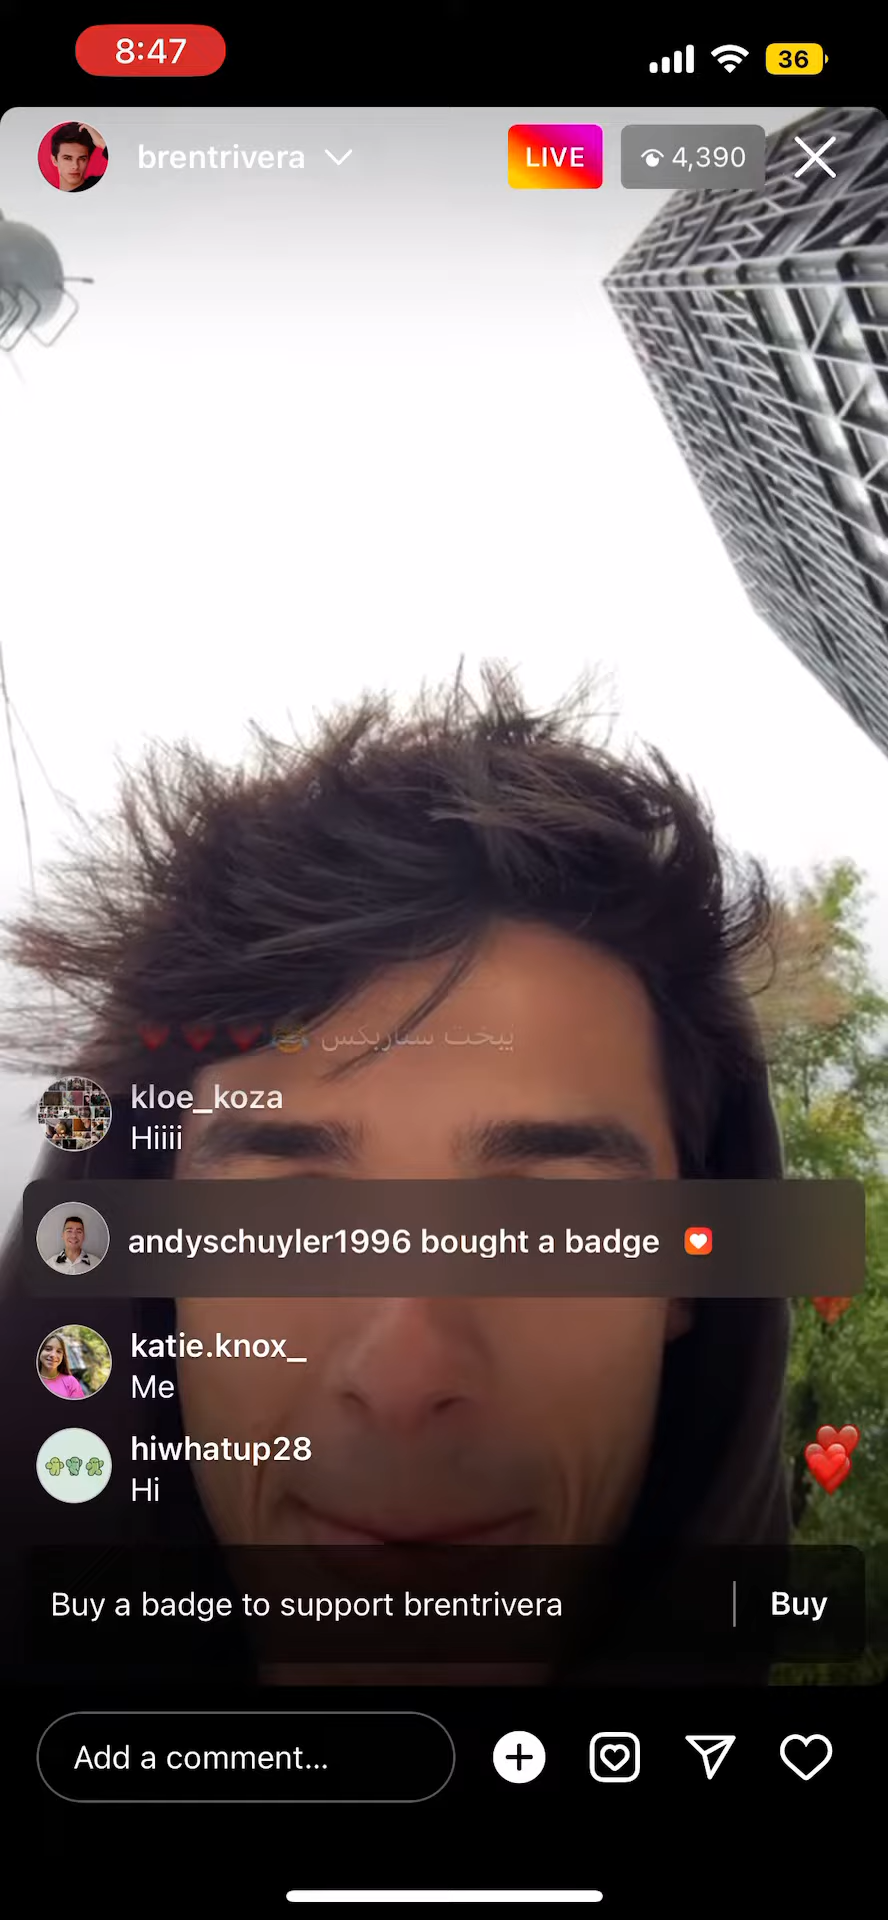 8:47
36
brentrivera
LIVE
4,390
kloe_koza
Hiiii
andyschuyler1996 bought a badge
katie.knox_
Me
hiwhatup28
Hi
Buy a badge to support brentrivera
Buy
Add a comment...